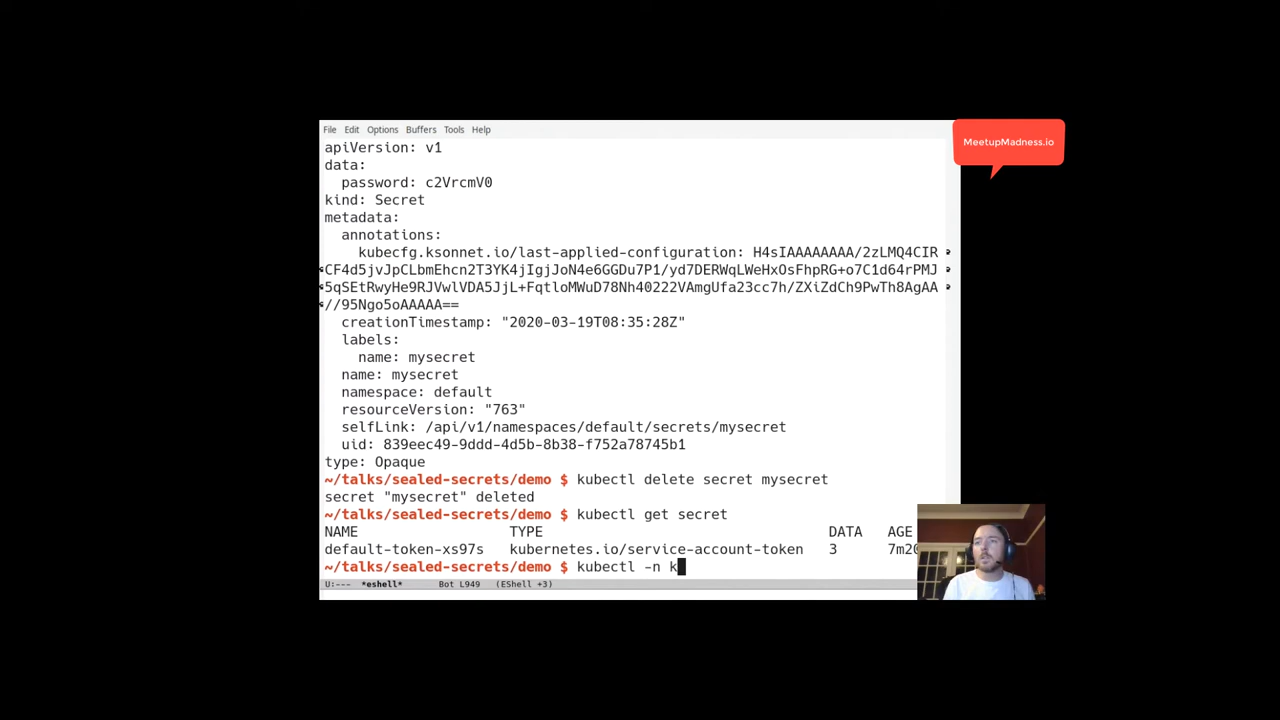 File Edit Options Buffers Tools Help
MeetupMadness.io
apiVersion: v1
data:
  password: c2VrcmV0
kind: Secret
metadata:
  annotations:
    kubecfg.ksonnet.io/last-applied-configuration: H4sIAAAAAAAA/2zLMQ4CIR
CF4d5jvJpCLbmEhcn2T3YK4jIgjJoN4e6GGDu7P1/yd7DERWqLWeHxOsFhpRG+o7C1d64rPMJ
5qSEtRwyHe9RJVwlVDA5JjL+FqtloMWuD78Nh40222VAmgUfa23cc7h/ZXiZdCh9PwTh8AgAA
//95Ngo5oAAAAA==
  creationTimestamp: "2020-03-19T08:35:28Z"
  labels:
    name: mysecret
  name: mysecret
  namespace: default
  resourceVersion: "763"
  selfLink: /api/v1/namespaces/default/secrets/mysecret
  uid: 839eec49-9ddd-4d5b-8b38-f752a78745b1
type: Opaque
~/talks/sealed-secrets/demo $ kubectl delete secret mysecret
secret "mysecret" deleted
~/talks/sealed-secrets/demo $ kubectl get secret
NAME TYPE DATA AGE
default-token-xs97s kubernetes.io/service-account-token 3 7m20
~/talks/sealed-secrets/demo $ kubectl -n k
U:--- *eshell* Bot L949 (EShell +3)